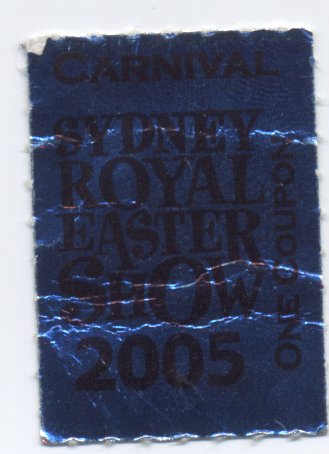 CARNIVAL
SYDNEY
ROYAL
EASTER
SHOW
2005
ONE COUPON